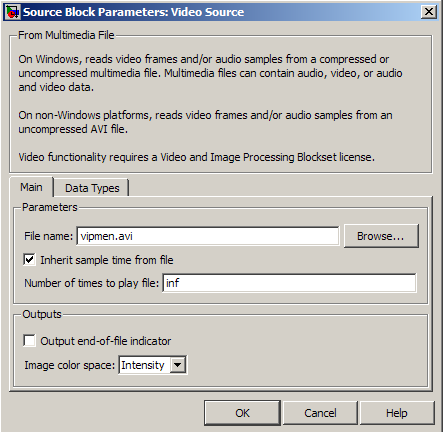 Source Block Parameters: Video Source
From Multimedia File
On Windows, reads video frames and/or audio samples from a compressed or
uncompressed multimedia file. Multimedia files can contain audio, video, or audio
and video data.
On non-Windows platforms, reads video frames and/or audio samples from an
uncompressed AVI file.
Video functionality requires a Video and Image Processing Blockset license.
Main Data Types
Parameters
File name: vipmen.avi Browse...
Inherit sample time from file
Number of times to play file: inf
Outputs
Output end-of-file indicator
Image color space: Intensity
OK Cancel Help